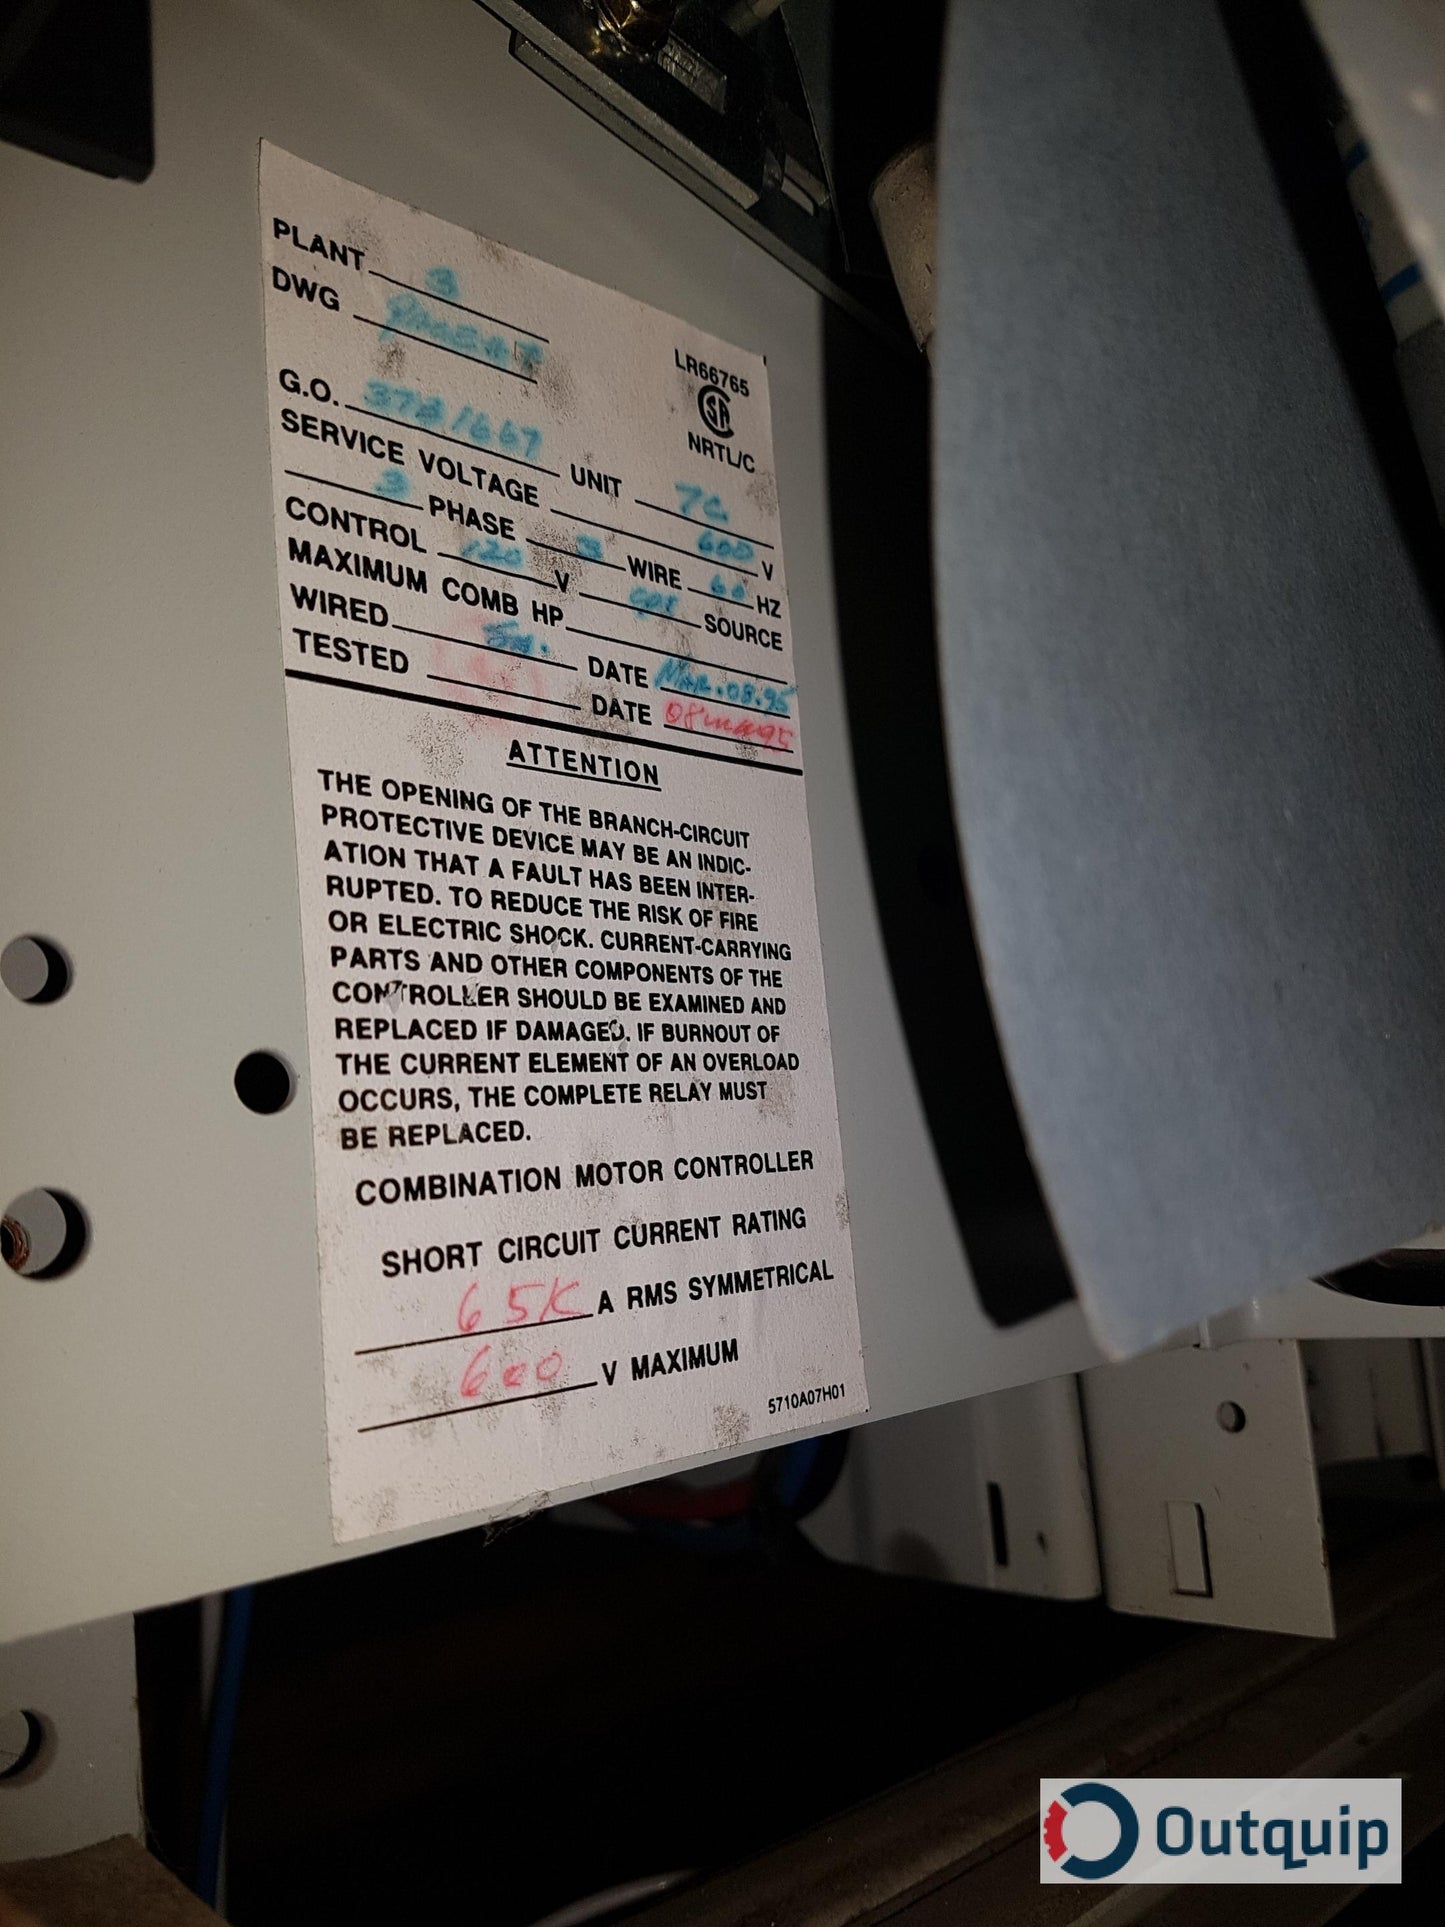 PLANT 3
DWG
LR66765
NRTL/C
G.O. UNIT 7C
SERVICE VOLTAGE 600 V
3 PHASE 3 WIRE 60 HZ
CONTROL 120 V CPT SOURCE
MAXIMUM COMB HP
WIRED DATE Mar.08.95
TESTED DATE
ATTENTION
THE OPENING OF THE BRANCH-CIRCUIT
PROTECTIVE DEVICE MAY BE AN INDIC-
ATION THAT A FAULT HAS BEEN INTER-
RUPTED. TO REDUCE THE RISK OF FIRE
OR ELECTRIC SHOCK. CURRENT-CARRYING
PARTS AND OTHER COMPONENTS OF THE
CONTROLLER SHOULD BE EXAMINED AND
REPLACED IF DAMAGED. IF BURNOUT OF
THE CURRENT ELEMENT OF AN OVERLOAD
OCCURS, THE COMPLETE RELAY MUST
BE REPLACED.
COMBINATION MOTOR CONTROLLER
SHORT CIRCUIT CURRENT RATING
65K A RMS SYMMETRICAL
600 V MAXIMUM
5710A07H01
Outquip